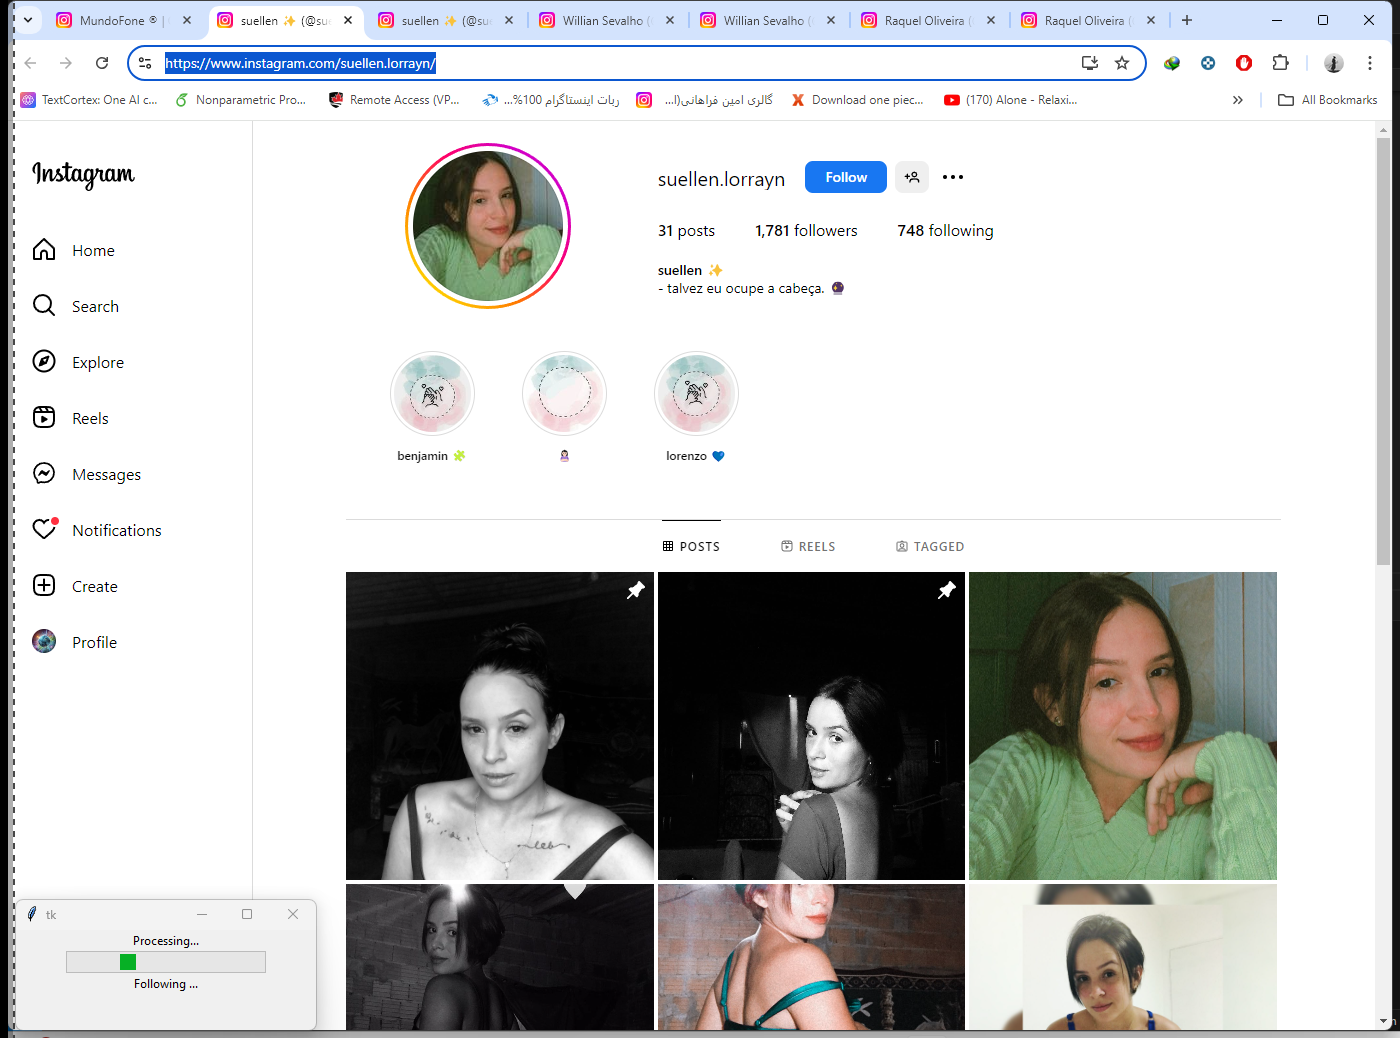 MundoFone ® |
suellen ✨ (@su
suellen ✨ (@su
Willian Sevalho (
Willian Sevalho (
Raquel Oliveira (
Raquel Oliveira (
https://www.instagram.com/suellen.lorrayn/
TextCortex: One AI c...
Nonparametric Pro...
Remote Access (VP...
ربات اینستاگرام 100%...
گالری امین فراهانی(ا...
Download one piec...
(170) Alone - Relaxi...
All Bookmarks
Instagram
Home
Search
Explore
Reels
Messages
Notifications
Create
Profile
suellen.lorrayn
Follow
31 posts
1,781 followers
748 following
suellen ✨
- talvez eu ocupe a cabeça. 🔮
benjamin 🧩
lorenzo 💙
POSTS
REELS
TAGGED
tk
Processing...
Following ...